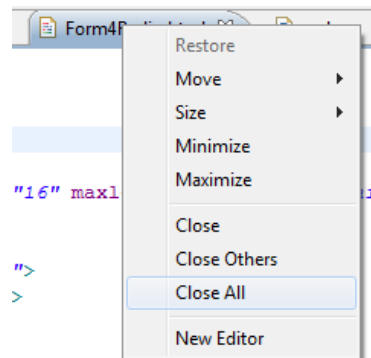 Form4R
Restore
Move
Size
Minimize
Maximize
"16" maxl
Close
Close Others
">
Close All
>
New Editor